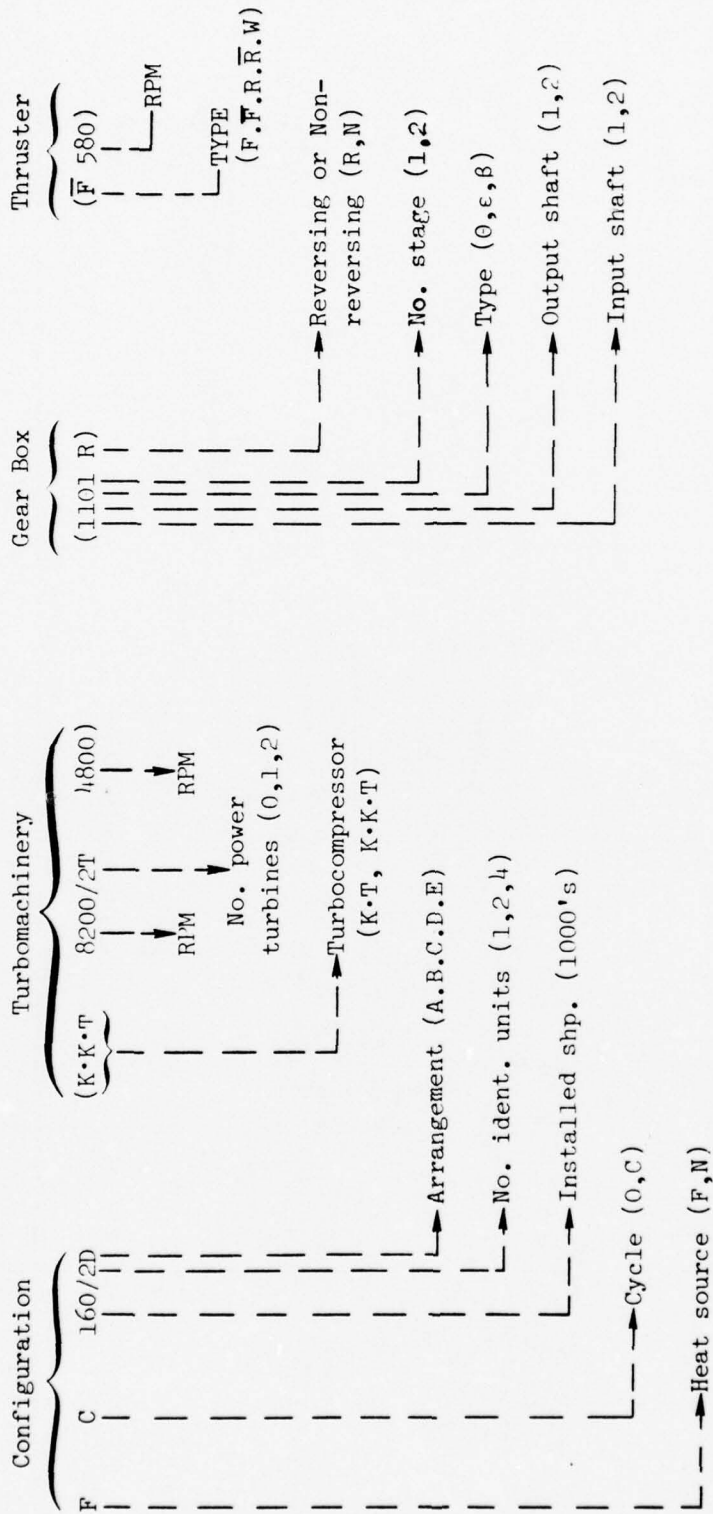 Configuration
Turbomachinery
Gear Box
Thruster
F C 160/2D
(K·K·T 8200/2T 4800)
(1101 R)
(F̅ 580)
RPM
RPM
RPM
No. power
turbines (0,1,2)
TYPE
(F.F̅.R.R̅.W)
Turbocompressor
(K·T, K·K·T)
Reversing or Non-
reversing (R,N)
Arrangement (A.B.C.D.E)
No. stage (1,2)
No. ident. units (1,2,4)
Type (0,ε,β)
Installed shp. (1000's)
Output shaft (1,2)
Cycle (O,C)
Input shaft (1,2)
Heat source (F,N)